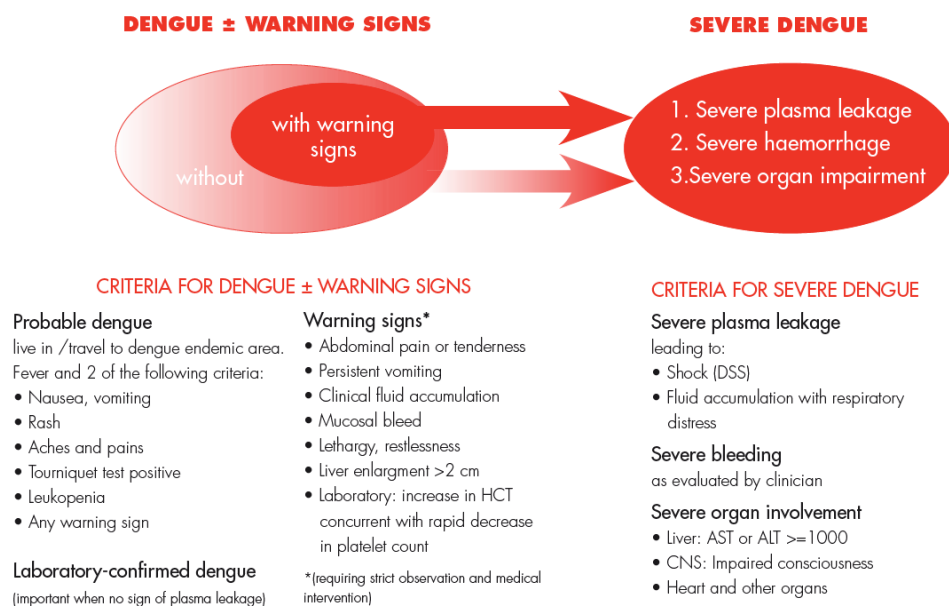 DENGUE ± WARNING SIGNS
SEVERE DENGUE
with warning
signs
without
1. Severe plasma leakage
2. Severe haemorrhage
3.Severe organ impairment
CRITERIA FOR DENGUE ± WARNING SIGNS
Probable dengue
live in /travel to dengue endemic area.
Fever and 2 of the following criteria:
• Nausea, vomiting
• Rash
• Aches and pains
• Tourniquet test positive
• Leukopenia
• Any warning sign
Laboratory-confirmed dengue
(important when no sign of plasma leakage)
Warning signs*
• Abdominal pain or tenderness
• Persistent vomiting
• Clinical fluid accumulation
• Mucosal bleed
• Lethargy, restlessness
• Liver enlargment >2 cm
• Laboratory: increase in HCT
concurrent with rapid decrease
in platelet count
*(requiring strict observation and medical
intervention)
CRITERIA FOR SEVERE DENGUE
Severe plasma leakage
leading to:
• Shock (DSS)
• Fluid accumulation with respiratory
distress
Severe bleeding
as evaluated by clinician
Severe organ involvement
• Liver: AST or ALT >=1000
• CNS: Impaired consciousness
• Heart and other organs